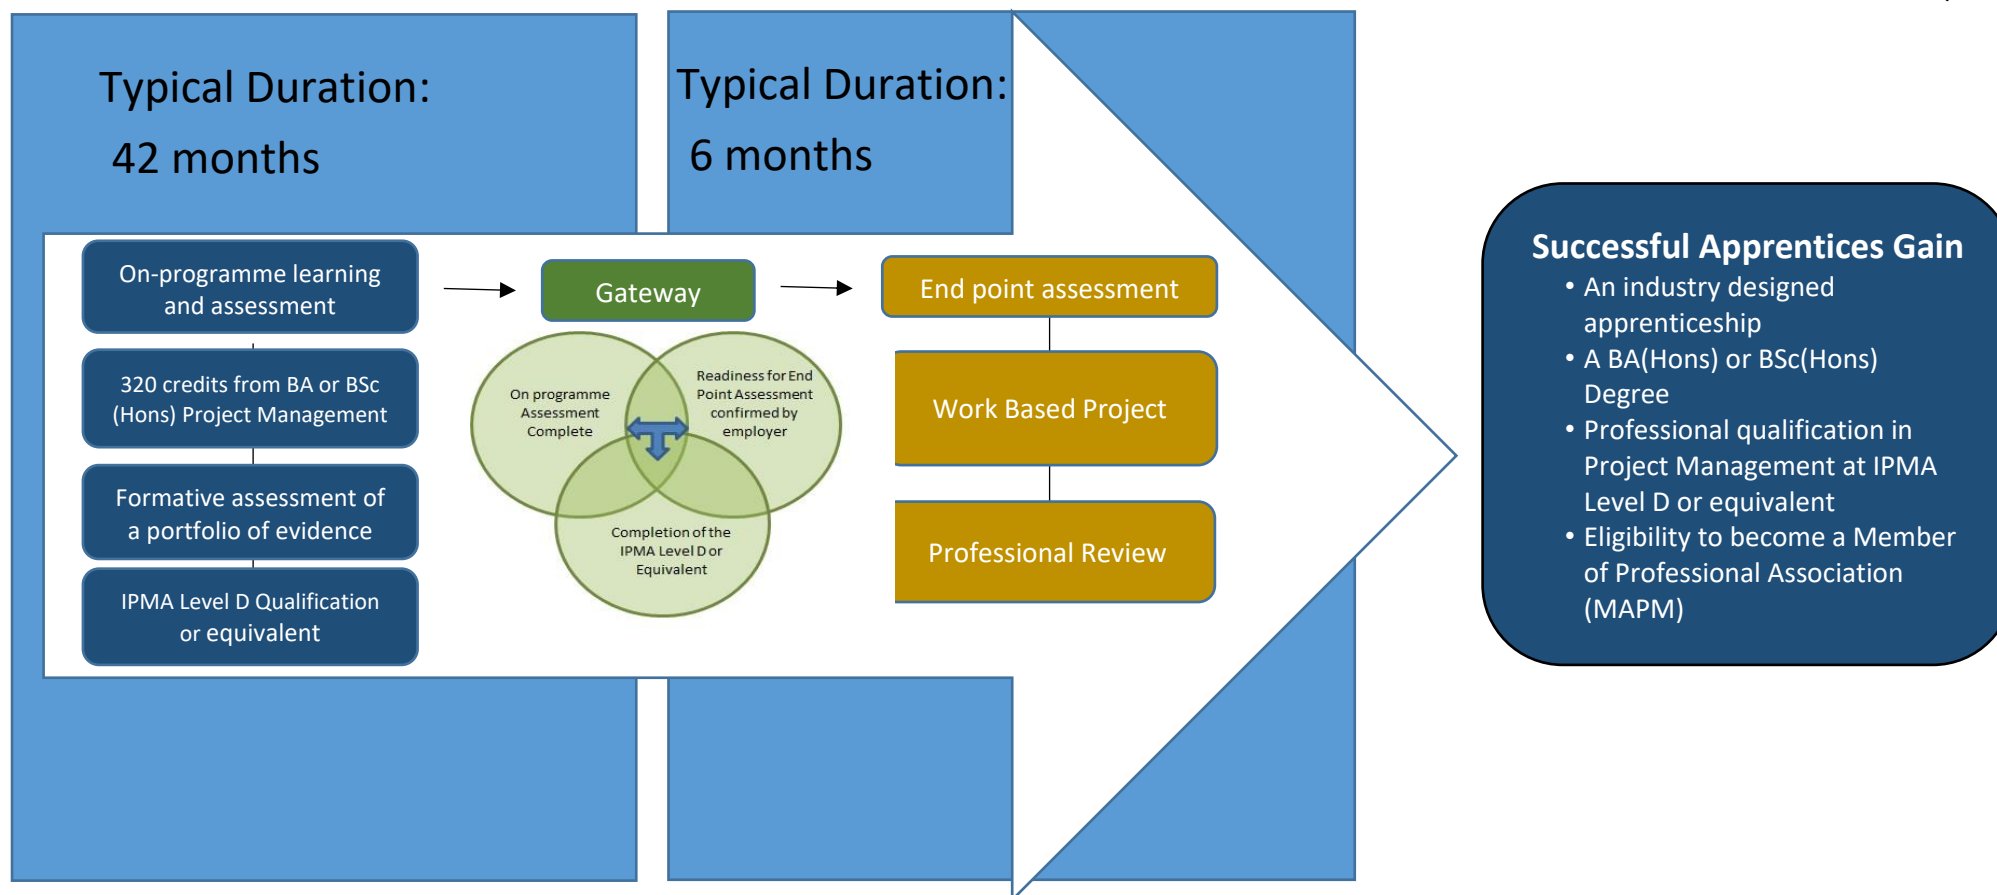 Typical Duration:
42 months
Typical Duration:
6 months
On-programme learning
and assessment
320 credits from BA or BSc
(Hons) Project Management
Formative assessment of
a portfolio of evidence
IPMA Level D Qualification
or equivalent
Gateway
On programme
Assessment
Complete
Readiness for End
Point Assessment
confirmed by
employer
Completion of the
IPMA Level D or
Equivalent
End point assessment
Work Based Project
Professional Review
Successful Apprentices Gain
• An industry designed
apprenticeship
• A BA(Hons) or BSc(Hons)
Degree
• Professional qualification in
Project Management at IPMA
Level D or equivalent
• Eligibility to become a Member
of Professional Association
(MAPM)